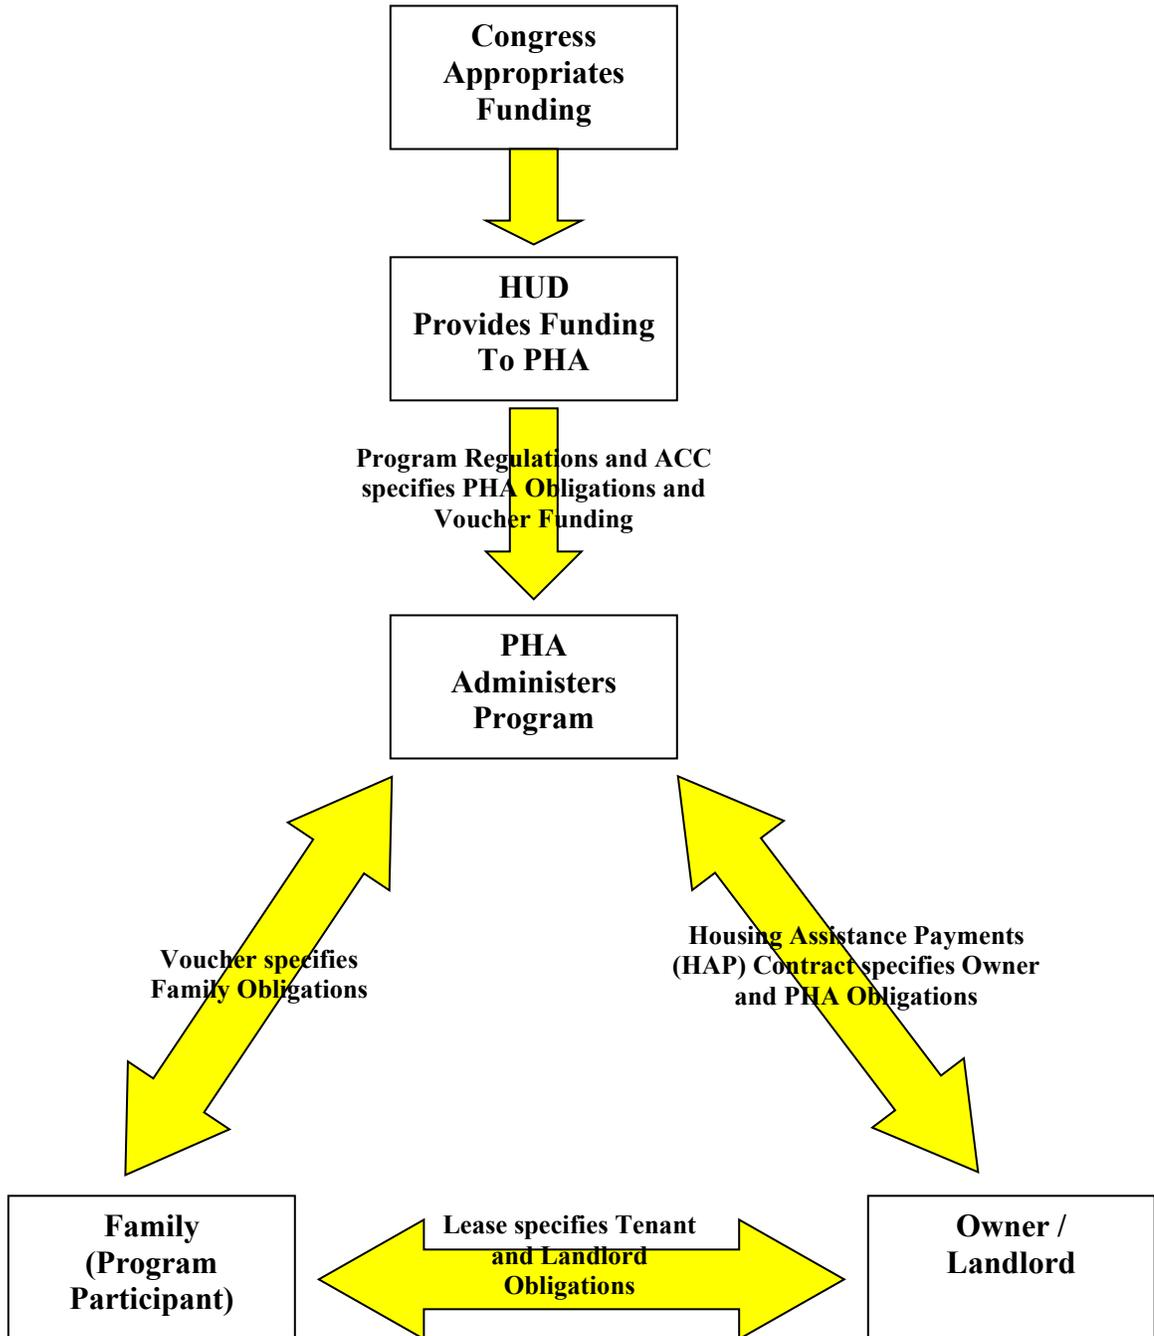 Congress
Appropriates
Funding
HUD
Provides Funding
To PHA
Program Regulations and ACC
specifies PHA Obligations and
Voucher Funding
PHA
Administers
Program
Voucher specifies
Family Obligations
Housing Assistance Payments
(HAP) Contract specifies Owner
and PHA Obligations
Family
(Program
Participant)
Lease specifies Tenant
and Landlord
Obligations
Owner /
Landlord